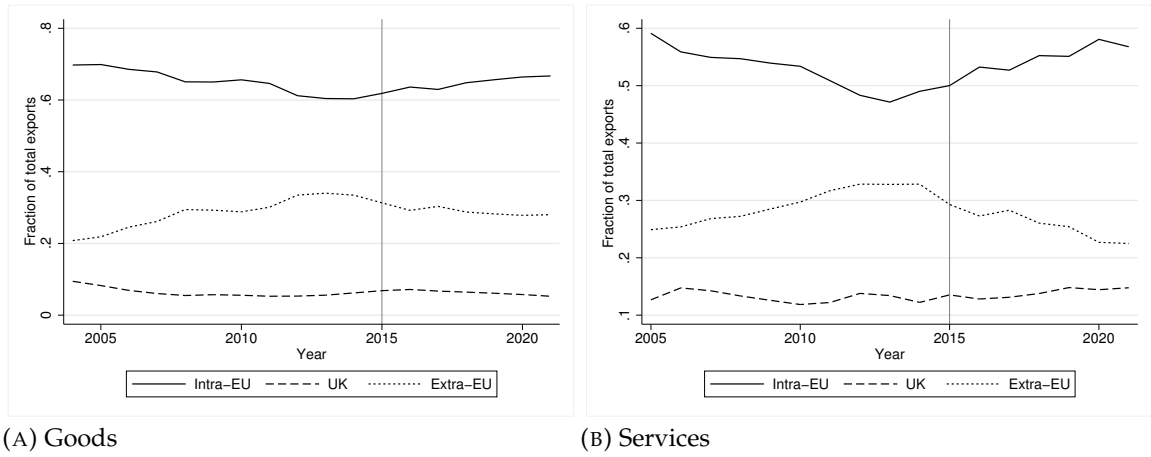 Fraction of total exports
.8
.6
.4
.2
0
2005 2010 2015 2020
Year
Intra−EU UK Extra−EU
(A) Goods
Fraction of total exports
.6
.5
.4
.3
.2
.1
2005 2010 2015 2020
Year
Intra−EU UK Extra−EU
(B) Services